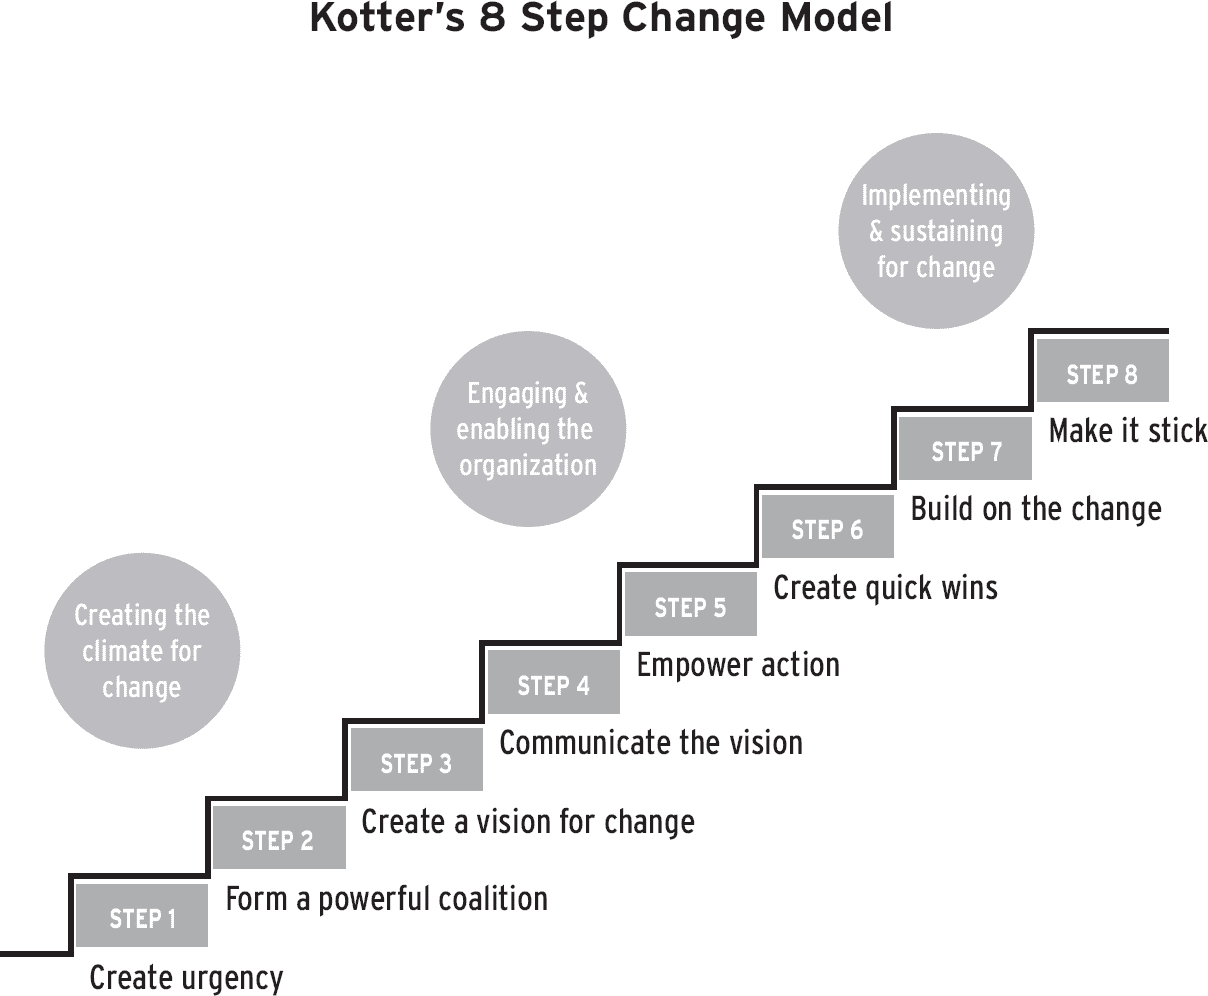 Kotter's 8 Step Change Model
Implementing
& sustaining
for change
Engaging &
enabling the
organization
Creating the
climate for
change
STEP 8
Make it stick
STEP 7
Build on the change
STEP 6
Create quick wins
STEP 5
Empower action
STEP 4
Communicate the vision
STEP 3
Create a vision for change
STEP 2
Form a powerful coalition
STEP 1
Create urgency